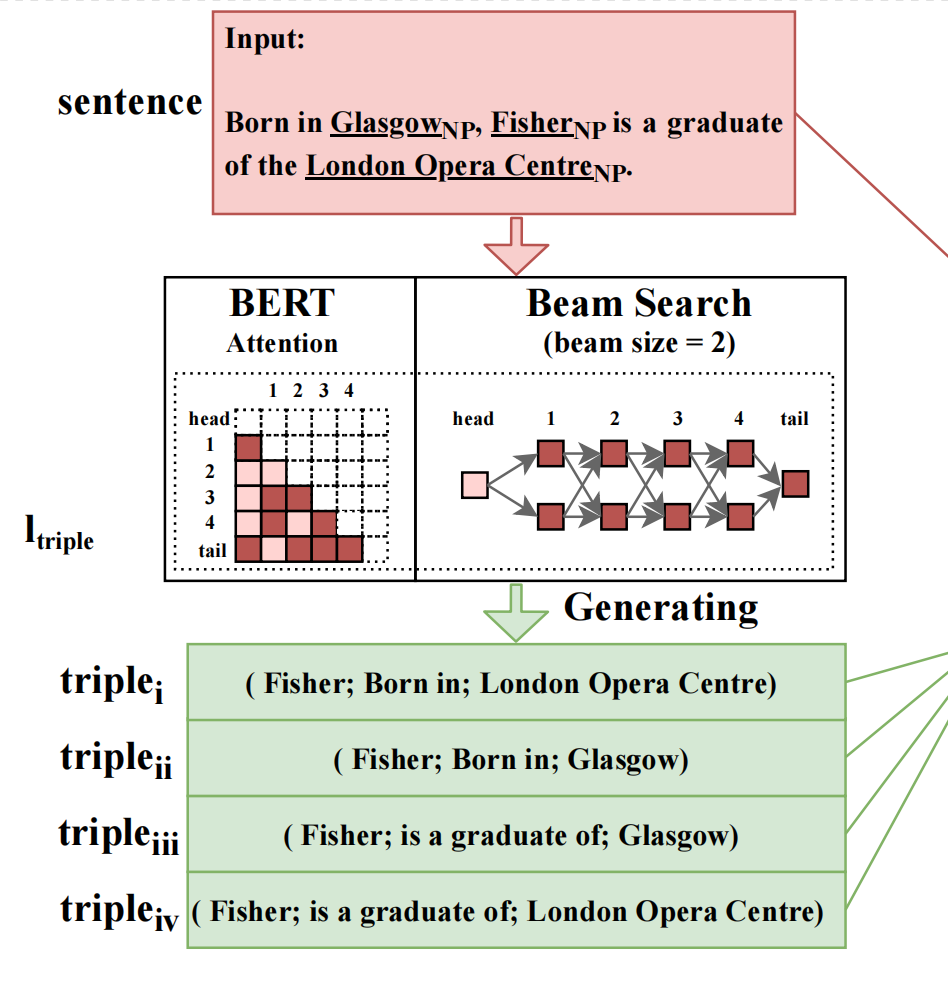 Input:
sentence
Born in GlasgowNP, FisherNP is a graduate
of the London Opera CentreNP.
BERT
Attention
Beam Search
(beam size = 2)
1 2 3 4
head
1
2
3
4
tail
head 1 2 3 4 tail
ltriple
Generating
triplei ( Fisher; Born in; London Opera Centre)
tripleii ( Fisher; Born in; Glasgow)
tripleiii ( Fisher; is a graduate of; Glasgow)
tripleiv ( Fisher; is a graduate of; London Opera Centre)